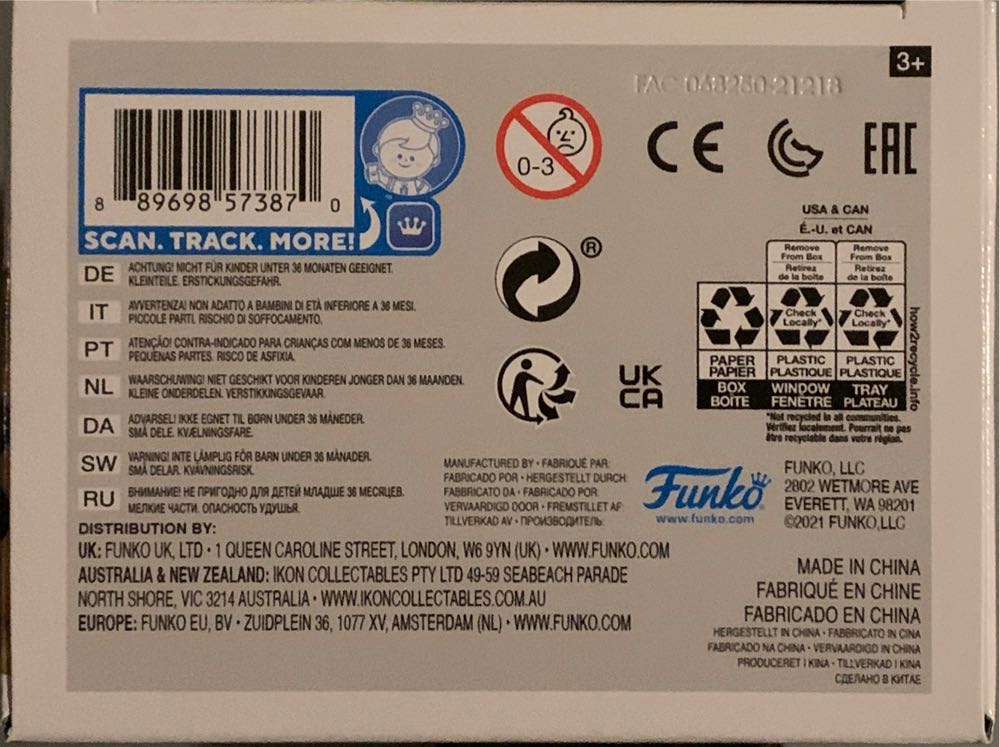 3+
FAC-068250-21218
8 89698 57387 0
SCAN. TRACK. MORE!
0-3
CE
EAC
®
UK
CA
USA & CAN
É.-U. et CAN
Remove From Box
Retirez de la boîte
Remove From Box
Retirez de la boîte
Check Locally*
Check Locally*
PAPER PAPIER
PLASTIC PLASTIQUE
PLASTIC PLASTIQUE
BOX BOÎTE
WINDOW FENÊTRE
TRAY PLATEAU
how2recycle.info
*Not recycled in all communities.
Vérifiez localement. Pourrait ne pas
être recyclable dans votre région.
DE ACHTUNG! NICHT FÜR KINDER UNTER 36 MONATEN GEEIGNET.
KLEINTEILE. ERSTICKUNGSGEFAHR.
IT AVVERTENZA! NON ADATTO A BAMBINI DI ETÀ INFERIORE A 36 MESI.
PICCOLE PARTI. RISCHIO DI SOFFOCAMENTO.
PT ATENÇÃO! CONTRA-INDICADO PARA CRIANÇAS COM MENOS DE 36 MESES.
PEQUENAS PARTES. RISCO DE ASFIXIA.
NL WAARSCHUWING! NIET GESCHIKT VOOR KINDEREN JONGER DAN 36 MAANDEN.
KLEINE ONDERDELEN. VERSTIKKINGSGEVAAR.
DA ADVARSEL! IKKE EGNET TIL BØRN UNDER 36 MÅNEDER.
SMÅ DELE. KVÆLNINGSFARE.
SW VARNING! INTE LÄMPLIG FÖR BARN UNDER 36 MÅNADER.
SMÅ DELAR. KVÄVNINGSRISK.
RU ВНИМАНИЕ! НЕ ПРИГОДНО ДЛЯ ДЕТЕЙ МЛАДШЕ 36 МЕСЯЦЕВ.
МЕЛКИЕ ЧАСТИ. ОПАСНОСТЬ УДУШЬЯ.
MANUFACTURED BY • FABRIQUÉ PAR:
FABRICADO POR • HERGESTELLT DURCH:
FABBRICATO DA • FABRICADO POR:
VERVAARDIGD DOOR • FREMSTILLET AF:
TILLVERKAD AV • ПРОИЗВОДИТЕЛЬ:
Funko
www.funko.com
FUNKO, LLC
2802 WETMORE AVE
EVERETT, WA 98201
©2021 FUNKO,LLC
DISTRIBUTION BY:
UK: FUNKO UK, LTD • 1 QUEEN CAROLINE STREET, LONDON, W6 9YN (UK) • WWW.FUNKO.COM
AUSTRALIA & NEW ZEALAND: IKON COLLECTABLES PTY LTD 49-59 SEABEACH PARADE
NORTH SHORE, VIC 3214 AUSTRALIA • WWW.IKONCOLLECTABLES.COM.AU
EUROPE: FUNKO EU, BV • ZUIDPLEIN 36, 1077 XV, AMSTERDAM (NL) • WWW.FUNKO.COM
MADE IN CHINA
FABRIQUÉ EN CHINE
FABRICADO EN CHINA
HERGESTELLT IN CHINA • FABBRICATO IN CINA
FABRICADO NA CHINA • VERVAARDIGD IN CHINA
PRODUCERET I KINA • TILLVERKAD I KINA
СДЕЛАНО В КИТАЕ